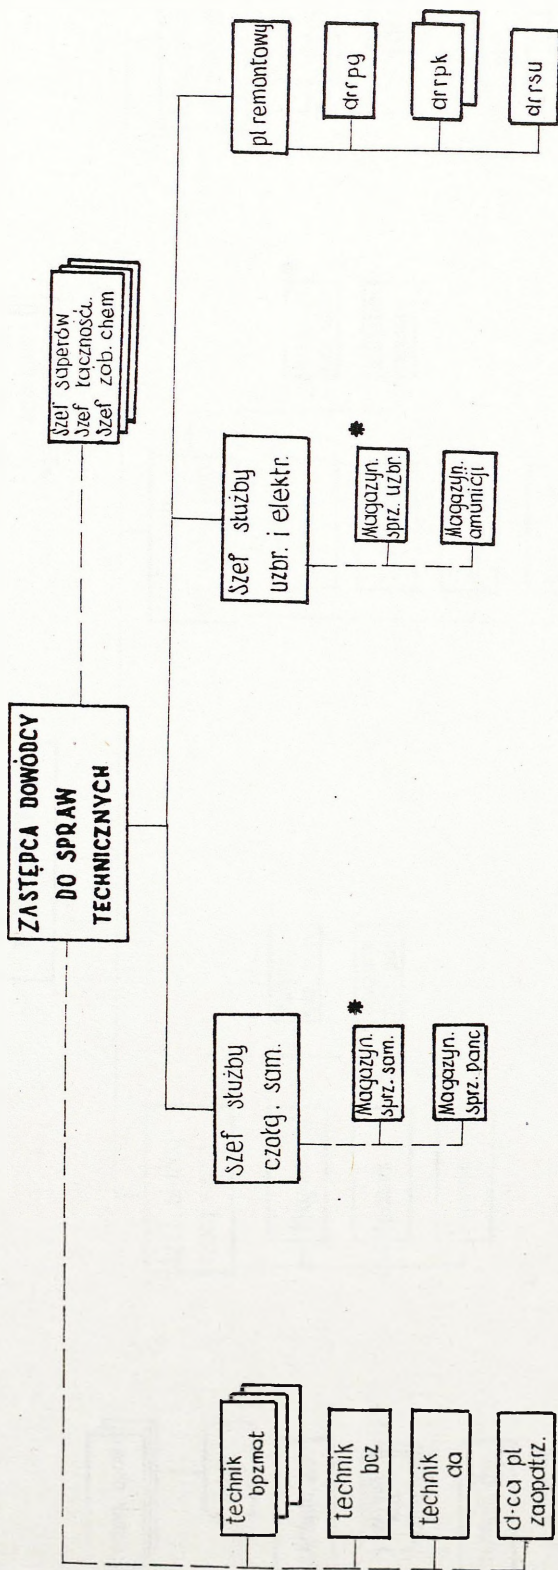 ZASTĘPCA DOWÓDCY
DO SPRAW
TECHNICZNYCH
Szef saperów
Szef łączności.
Szef zab. chem
technik
bpzmot
technik
bcz
technik
da
d-ca pl
zaopatrz.
Szef służby
czołg. sam.
*
Magazyn.
sprz. sam.
Magazyn.
sprz. panc
Szef służby
uzbr. i elektr.
*
Magazyn.
sprz. uzbr.
Magazyn.
amunicji
pl remontowy
drrpg
drrpk
drrsu